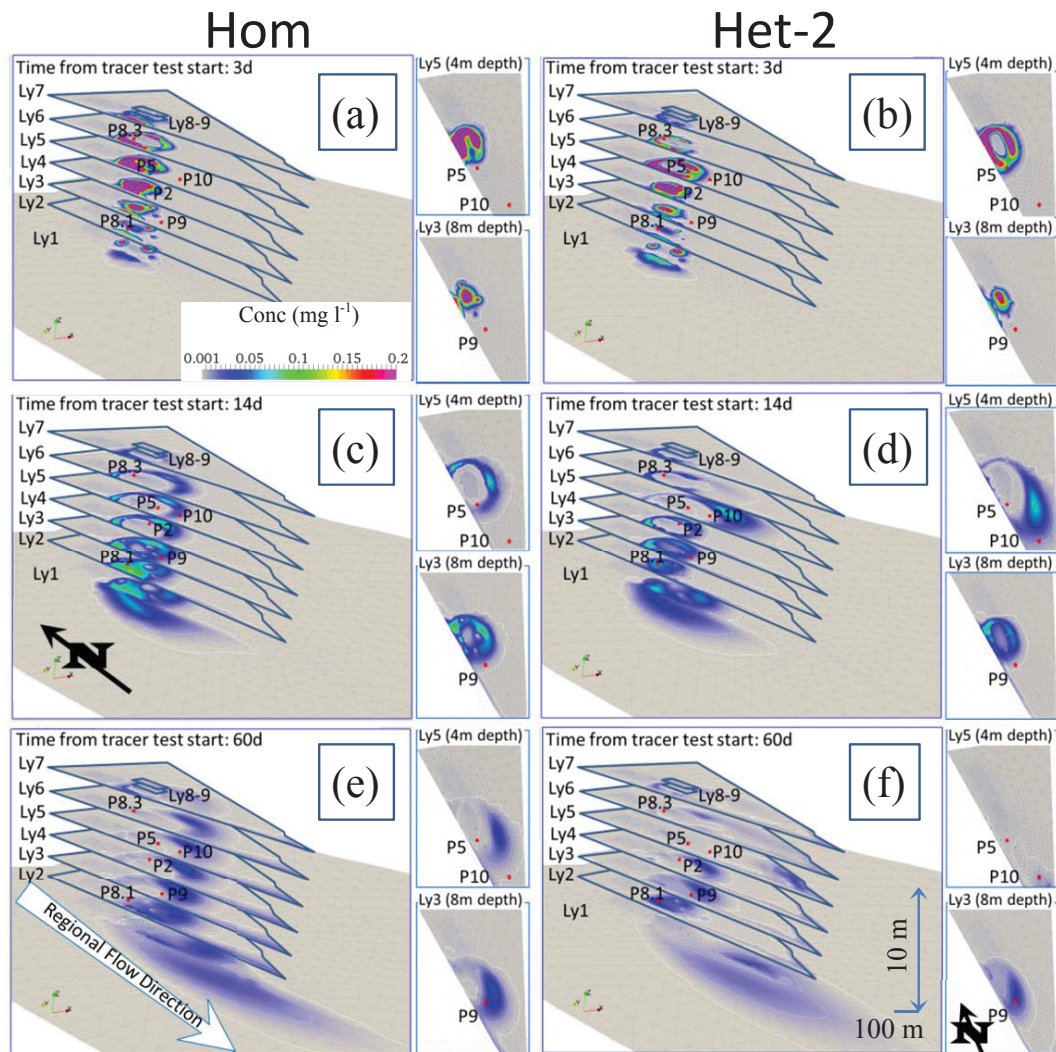 Hom
Het-2
Time from tracer test start: 3d
(a)
Ly7
Ly6
Ly5
Ly4
Ly3
Ly2
Ly1
Ly8-9
P8.3
P5
P10
P2
P9
P8.1
Conc (mg l⁻¹)
0.001 0.05 0.1 0.15 0.2
Ly5 (4m depth)
P5
P10
Ly3 (8m depth)
P9
Time from tracer test start: 3d
(b)
Ly7
Ly6
Ly5
Ly4
Ly3
Ly2
Ly1
Ly8-9
P8.3
P5
P10
P2
P9
P8.1
Ly5 (4m depth)
P5
P10
Ly3 (8m depth)
P9
Time from tracer test start: 14d
(c)
Ly7
Ly6
Ly5
Ly4
Ly3
Ly2
Ly1
Ly8-9
P8.3
P5
P10
P2
P9
P8.1
N
Ly5 (4m depth)
P5
Ly3 (8m depth)
P9
Time from tracer test start: 14d
(d)
Ly7
Ly6
Ly5
Ly4
Ly3
Ly2
Ly1
Ly8-9
P8.3
P5
P10
P2
P9
P8.1
Ly5 (4m depth)
P5
P10
Ly3 (8m depth)
P9
Time from tracer test start: 60d
(e)
Ly7
Ly6
Ly5
Ly4
Ly3
Ly2
Ly8-9
P8.3
P5
P10
P2
P8.1
P9
Regional Flow Direction
Ly5 (4m depth)
P5
P10
Ly3 (8m depth)
P9
Time from tracer test start: 60d
(f)
Ly7
Ly6
Ly5
Ly4
Ly3
Ly2
Ly1
Ly8-9
P8.3
P5
P10
P2
P8.1
P9
10 m
100 m
Ly5 (4m depth)
P5
P10
Ly3 (8m depth)
P9
N